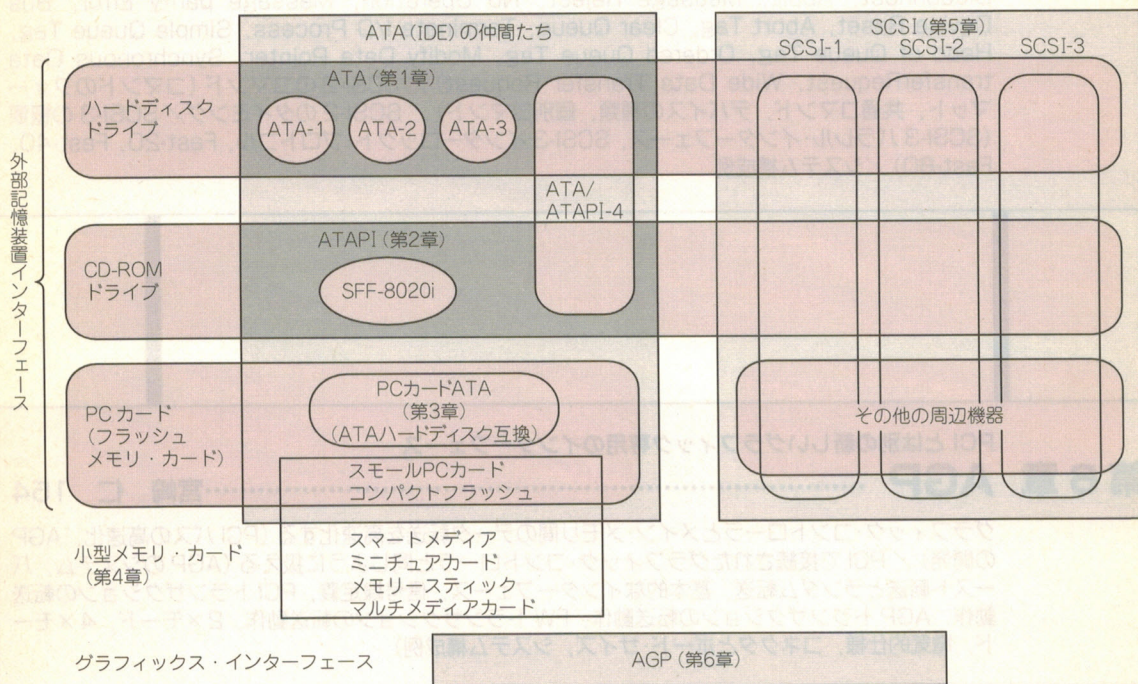 ATA(IDE)の仲間たち
SCSI(第5章)
SCSI-1 SCSI-2 SCSI-3
ATA(第1章)
ハードディスク
ドライブ
ATA-1 ATA-2 ATA-3
外部記憶装置インターフェース
ATA/
ATAPI-4
ATAPI(第2章)
CD-ROM
ドライブ
SFF-8020i
PCカードATA
(第3章)
(ATAハードディスク互換)
PCカード
(フラッシュ
メモリ・カード)
その他の周辺機器
スモールPCカード
コンパクトフラッシュ
小型メモリ・カード
(第4章)
スマートメディア
ミニチュアカード
メモリースティック
マルチメディアカード
グラフィックス・インターフェース
AGP(第6章)